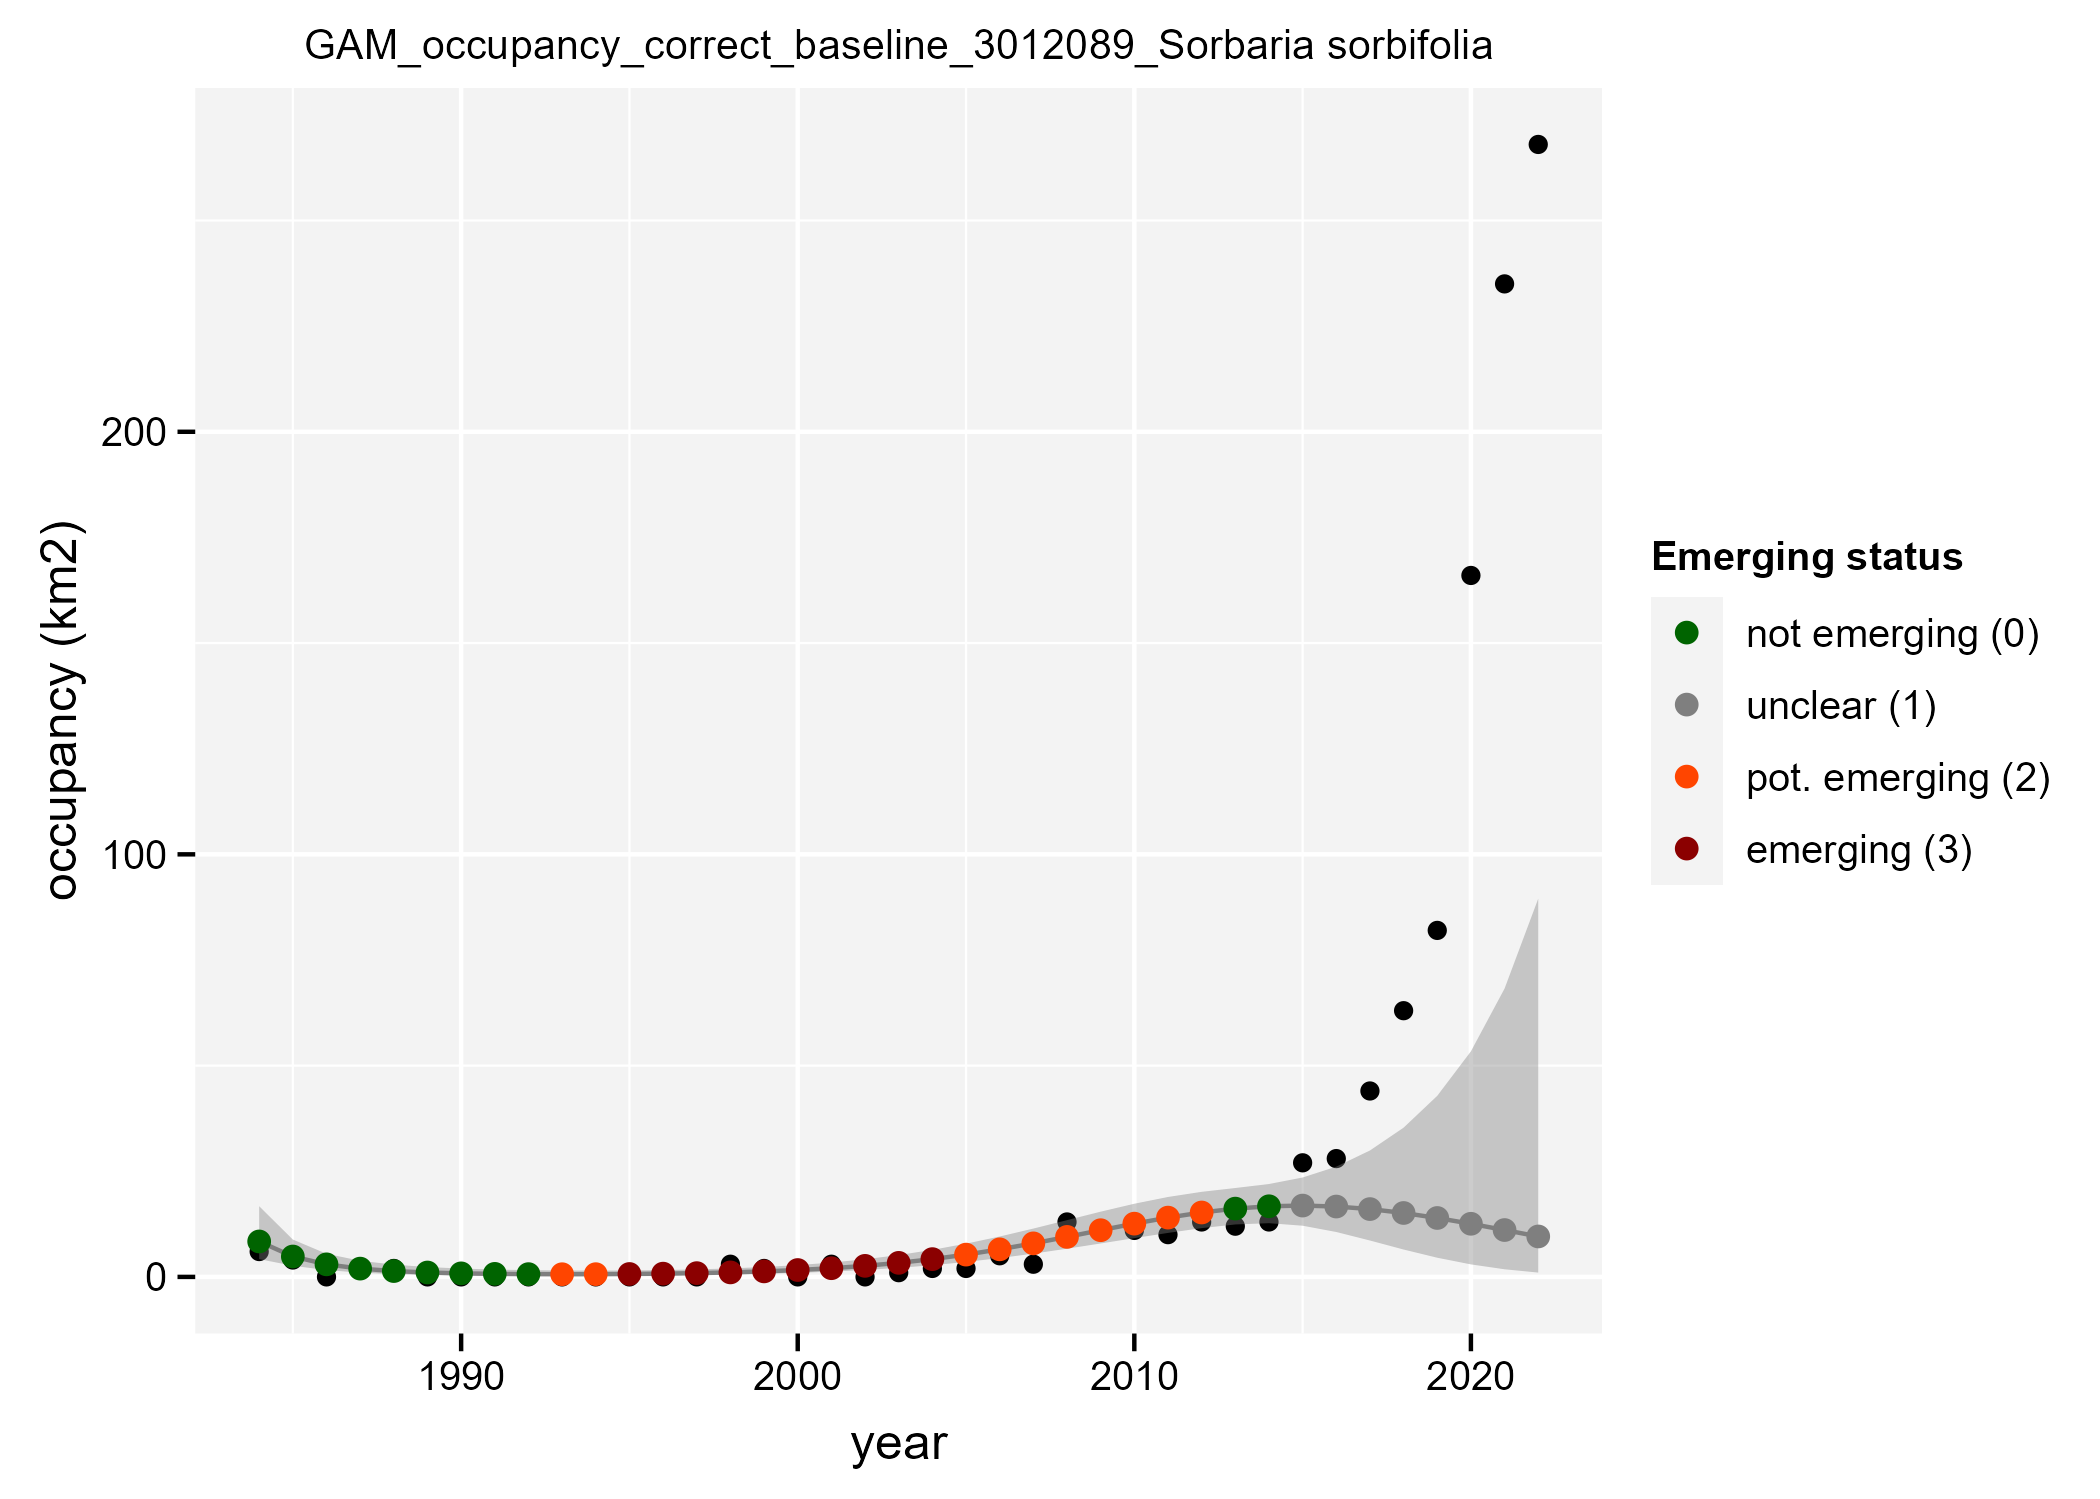 GAM_occupancy_correct_baseline_3012089_Sorbaria sorbifolia
occupancy (km2)
200
100
0
1990
2000
2010
2020
year
Emerging status
not emerging (0)
unclear (1)
pot. emerging (2)
emerging (3)